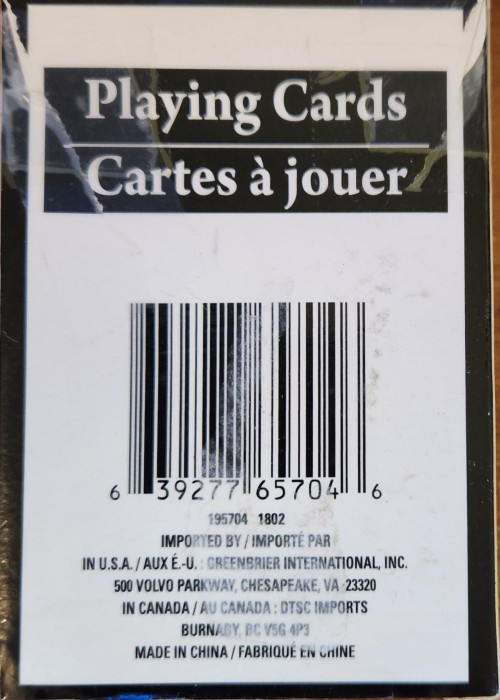 Playing Cards
Cartes à jouer
6 39277 65704 6
195704 1802
IMPORTED BY / IMPORTÉ PAR
IN U.S.A. / AUX É.-U. : GREENBRIER INTERNATIONAL, INC.
500 VOLVO PARKWAY, CHESAPEAKE, VA 23320
IN CANADA / AU CANADA : DTSC IMPORTS
BURNABY, BC V5G 4P3
MADE IN CHINA / FABRIQUÉ EN CHINE